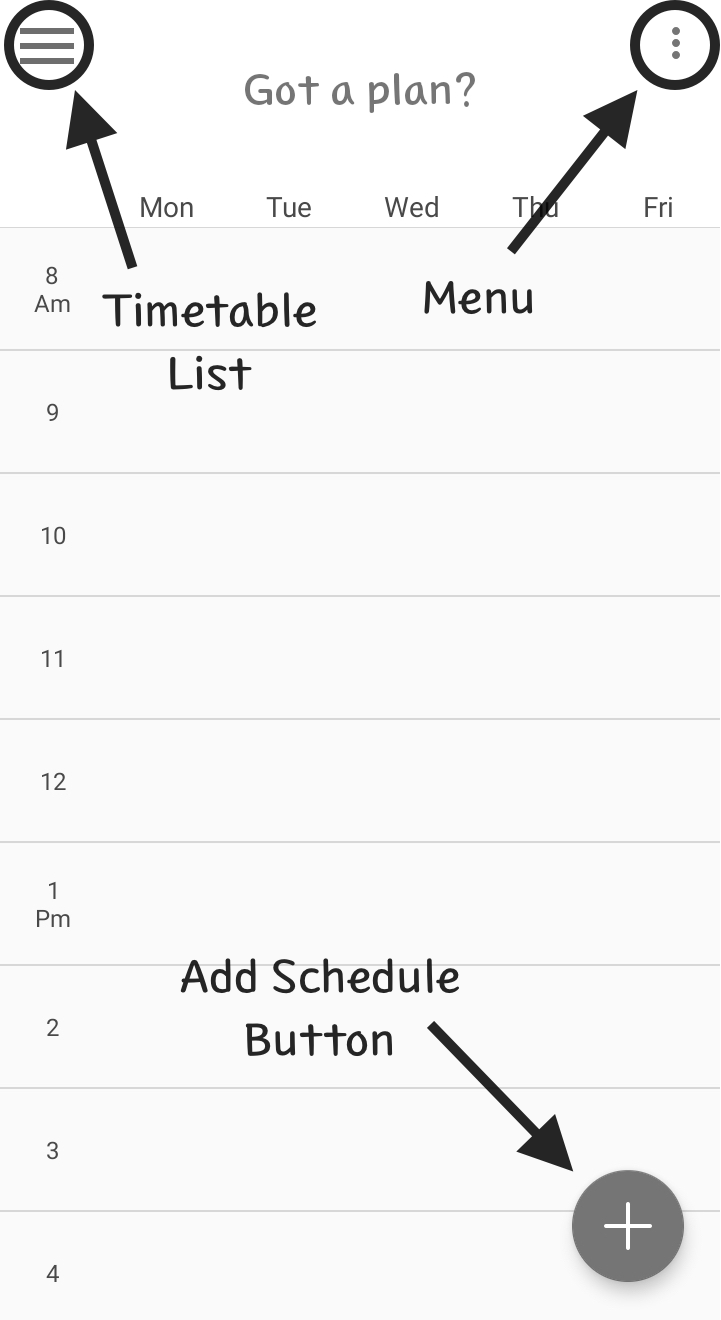 Got a plan?
Mon Tue Wed Thu Fri
8
Am
Timetable
List
Menu
9
10
11
12
1
Pm
Add Schedule
Button
2
3
4